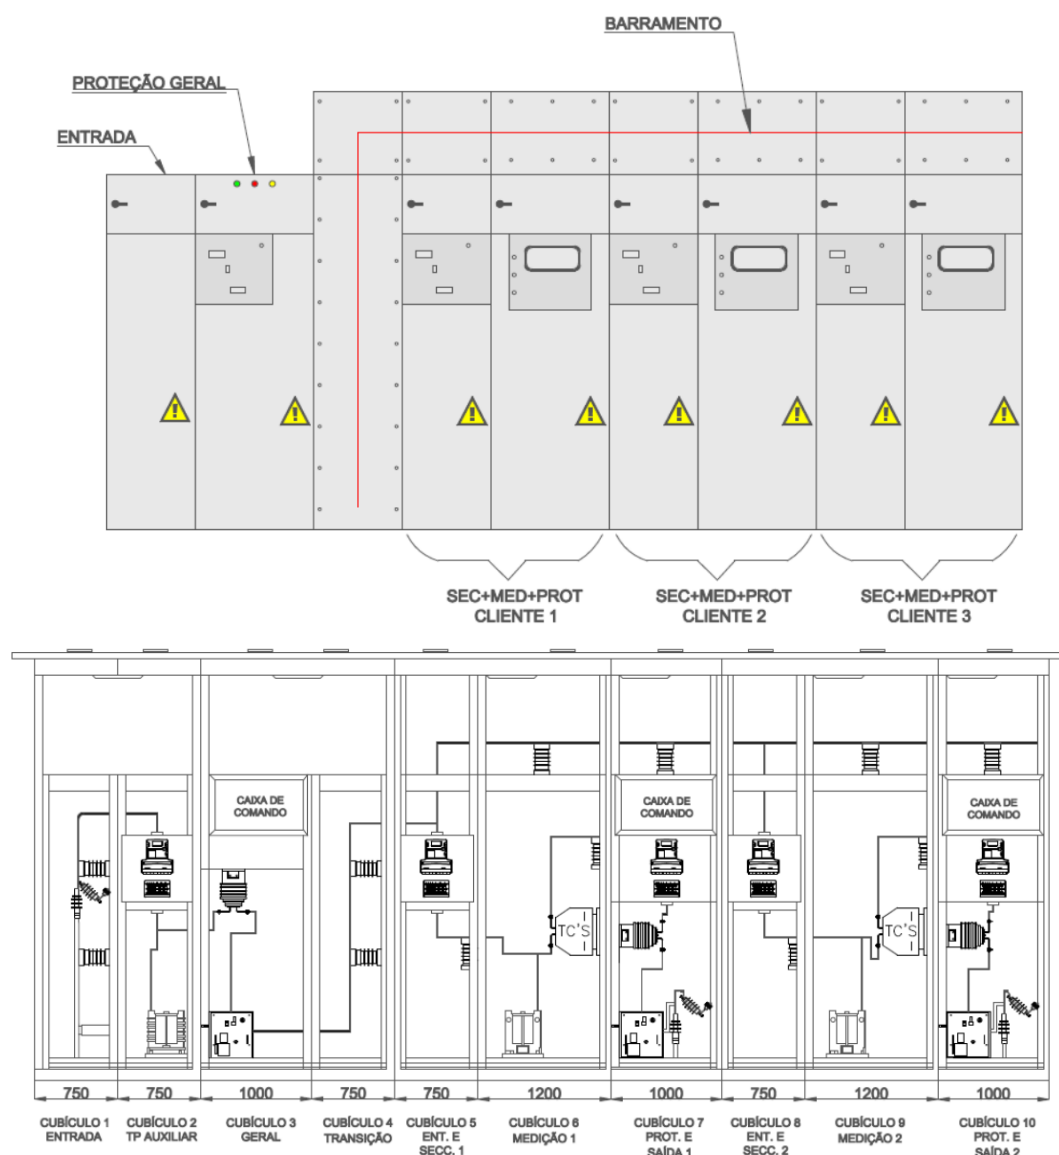 BARRAMENTO
PROTEÇÃO GERAL
ENTRADA
SEC+MED+PROT
CLIENTE 1
SEC+MED+PROT
CLIENTE 2
SEC+MED+PROT
CLIENTE 3
CAIXA DE
COMANDO
CAIXA DE
COMANDO
CAIXA DE
COMANDO
TC'S
TC'S
750
750
1000
750
750
1200
1000
750
1200
1000
CUBÍCULO 1
ENTRADA
CUBÍCULO 2
TP AUXILIAR
CUBÍCULO 3
GERAL
CUBÍCULO 4
TRANSIÇÃO
CUBÍCULO 5
ENT. E
SECC. 1
CUBÍCULO 6
MEDIÇÃO 1
CUBÍCULO 7
PROT. E
SAÍDA 1
CUBÍCULO 8
ENT. E
SECC. 2
CUBÍCULO 9
MEDIÇÃO 2
CUBÍCULO 10
PROT. E
SAÍDA 2